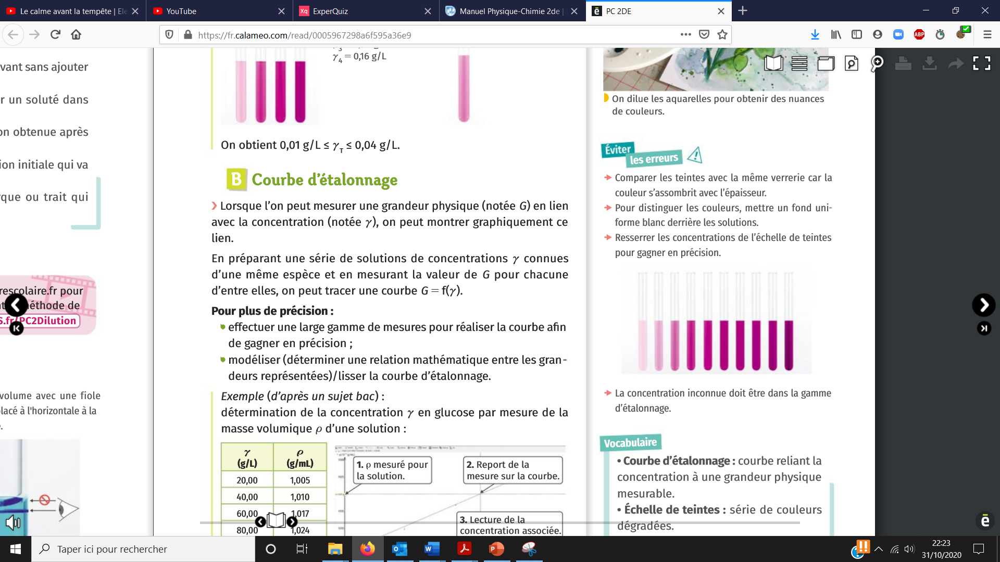 Le calme avant la tempête | Ele
YouTube
ExperQuiz
Manuel Physique-Chimie 2de |
PC 2DE
https://fr.calameo.com/read/0005967298a6f595a36e9
vant sans ajouter
r un soluté dans
on obtenue après
ion initiale qui va
rque ou trait qui
rescolaire.fr pour
éthode de
S.fr/PC2Dilution
volume avec une fiole
lacé à l'horizontale à la
γ4 = 0,16 g/L
On obtient 0,01 g/L ≤ γT ≤ 0,04 g/L.
B Courbe d’étalonnage
Lorsque l’on peut mesurer une grandeur physique (notée G) en lien
avec la concentration (notée γ), on peut montrer graphiquement ce
lien.
En préparant une série de solutions de concentrations γ connues
d’une même espèce et en mesurant la valeur de G pour chacune
d’entre elles, on peut tracer une courbe G = f(γ).
Pour plus de précision :
effectuer une large gamme de mesures pour réaliser la courbe afin
de gagner en précision ;
modéliser (déterminer une relation mathématique entre les gran-
deurs représentées)/lisser la courbe d’étalonnage.
Exemple (d’après un sujet bac) :
détermination de la concentration γ en glucose par mesure de la
masse volumique ρ d’une solution :
γ (g/L) ρ (g/mL)
20,00 1,005
40,00 1,010
60,00 1,017
80,00 1,024
1. ρ mesuré pour
la solution.
2. Report de la
mesure sur la courbe.
3. Lecture de la
concentration associée.
On dilue les aquarelles pour obtenir des nuances
de couleurs.
Éviter
les erreurs
Comparer les teintes avec la même verrerie car la
couleur s’assombrit avec l’épaisseur.
Pour distinguer les couleurs, mettre un fond uni-
forme blanc derrière les solutions.
Resserrer les concentrations de l’échelle de teintes
pour gagner en précision.
La concentration inconnue doit être dans la gamme
d’étalonnage.
Vocabulaire
• Courbe d’étalonnage : courbe reliant la
concentration à une grandeur physique
mesurable.
• Échelle de teintes : série de couleurs
dégradées.
Taper ici pour rechercher
22:23
31/10/2020